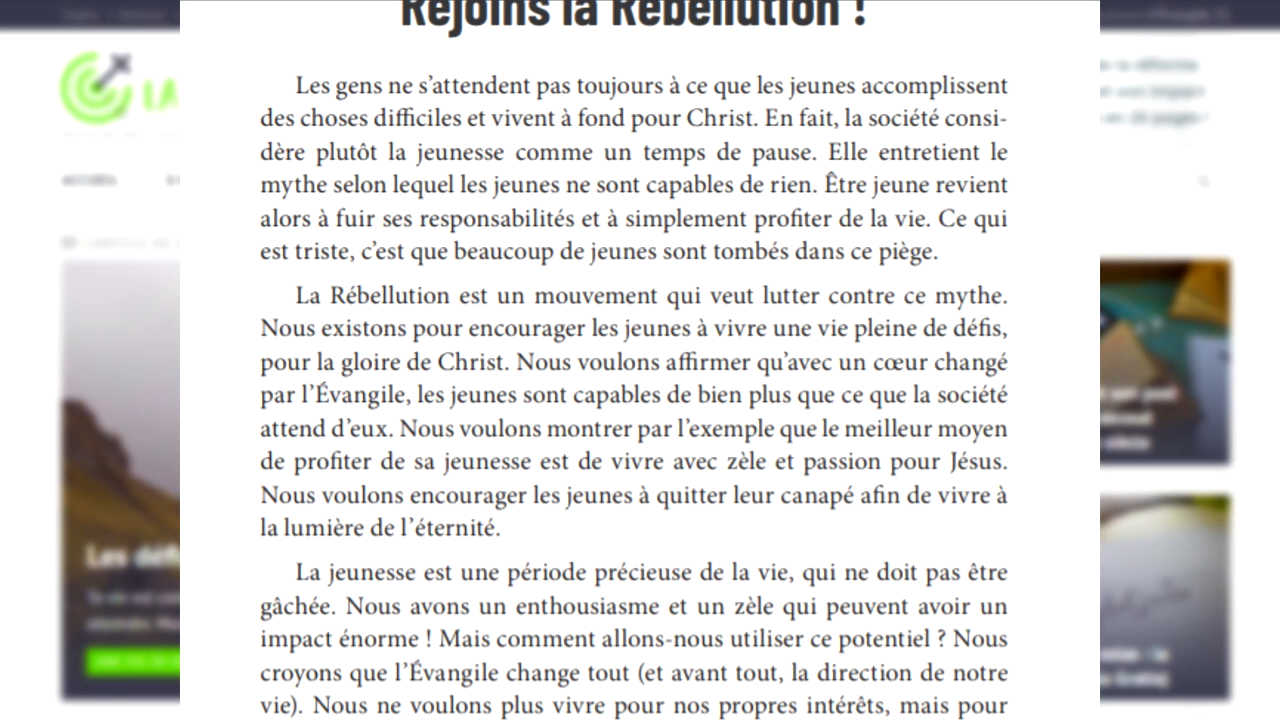 Rejoins la Rébellution !
Les gens ne s’attendent pas toujours à ce que les jeunes accomplissent
des choses difficiles et vivent à fond pour Christ. En fait, la société consi-
dère plutôt la jeunesse comme un temps de pause. Elle entretient le
mythe selon lequel les jeunes ne sont capables de rien. Être jeune revient
alors à fuir ses responsabilités et à simplement profiter de la vie. Ce qui
est triste, c’est que beaucoup de jeunes sont tombés dans ce piège.
La Rébellution est un mouvement qui veut lutter contre ce mythe.
Nous existons pour encourager les jeunes à vivre une vie pleine de défis,
pour la gloire de Christ. Nous voulons affirmer qu’avec un cœur changé
par l’Évangile, les jeunes sont capables de bien plus que ce que la société
attend d’eux. Nous voulons montrer par l’exemple que le meilleur moyen
de profiter de sa jeunesse est de vivre avec zèle et passion pour Jésus.
Nous voulons encourager les jeunes à quitter leur canapé afin de vivre à
la lumière de l’éternité.
La jeunesse est une période précieuse de la vie, qui ne doit pas être
gâchée. Nous avons un enthousiasme et un zèle qui peuvent avoir un
impact énorme ! Mais comment allons-nous utiliser ce potentiel ? Nous
croyons que l’Évangile change tout (et avant tout, la direction de notre
vie). Nous ne voulons plus vivre pour nos propres intérêts, mais pour
LA
Les défi